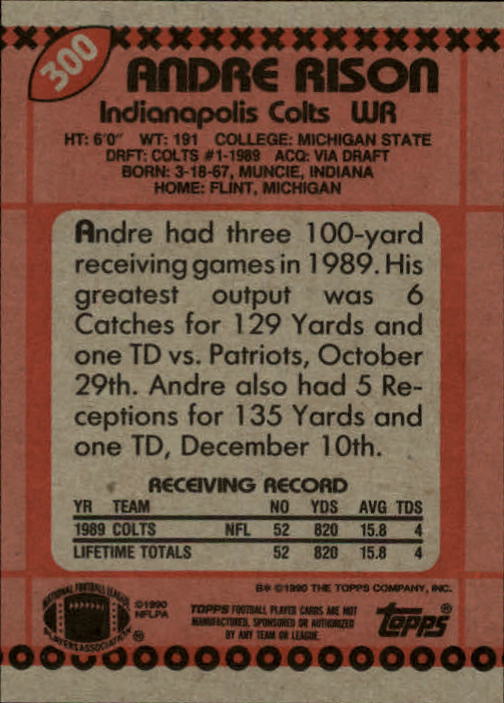 300
ANDRE RISON
Indianapolis Colts WR
HT: 6'0" WT: 191 COLLEGE: MICHIGAN STATE
DRFT: COLTS #1-1989 ACQ: VIA DRAFT
BORN: 3-18-67, MUNCIE, INDIANA
HOME: FLINT, MICHIGAN
Andre had three 100-yard
receiving games in 1989. His
greatest output was 6
Catches for 129 Yards and
one TD vs. Patriots, October
29th. Andre also had 5 Re-
ceptions for 135 Yards and
one TD, December 10th.
RECEIVING RECORD
YR TEAM NO YDS AVG TDS
1989 COLTS NFL 52 820 15.8 4
LIFETIME TOTALS 52 820 15.8 4
B* ©1990 THE TOPPS COMPANY, INC.
NATIONAL FOOTBALL LEAGUE
PLAYERS ASSOCIATION ®
©1990
NFLPA
TOPPS FOOTBALL PLAYER CARDS ARE NOT
MANUFACTURED, SPONSORED OR AUTHORIZED
BY ANY TEAM OR LEAGUE.
topps®